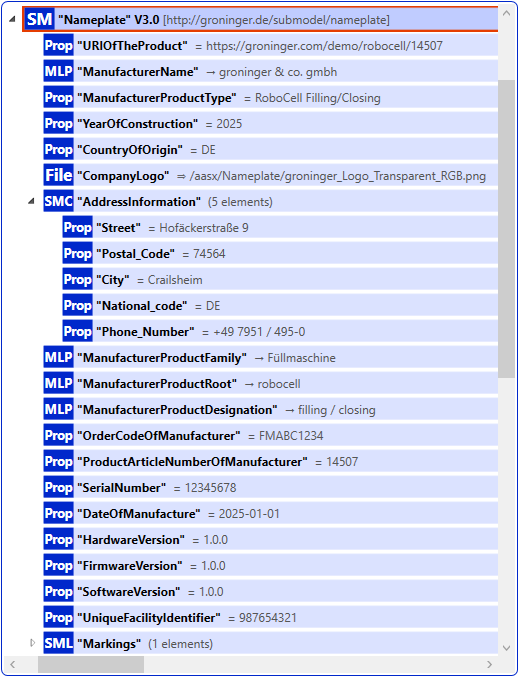 SM "Nameplate" V3.0 [http://groninger.de/submodel/nameplate]
Prop "URIOfTheProduct" = https://groninger.com/demo/robocell/14507
MLP "ManufacturerName" → groninger & co. gmbh
Prop "ManufacturerProductType" = RoboCell Filling/Closing
Prop "YearOfConstruction" = 2025
Prop "CountryOfOrigin" = DE
File "CompanyLogo" ⇒ /aasx/Nameplate/groninger_Logo_Transparent_RGB.png
SMC "AddressInformation" (5 elements)
Prop "Street" = Hofäckerstraße 9
Prop "Postal_Code" = 74564
Prop "City" = Crailsheim
Prop "National_code" = DE
Prop "Phone_Number" = +49 7951 / 495-0
MLP "ManufacturerProductFamily" → Füllmaschine
MLP "ManufacturerProductRoot" → robocell
MLP "ManufacturerProductDesignation" → filling / closing
Prop "OrderCodeOfManufacturer" = FMABC1234
Prop "ProductArticleNumberOfManufacturer" = 14507
Prop "SerialNumber" = 12345678
Prop "DateOfManufacture" = 2025-01-01
Prop "HardwareVersion" = 1.0.0
Prop "FirmwareVersion" = 1.0.0
Prop "SoftwareVersion" = 1.0.0
Prop "UniqueFacilityIdentifier" = 987654321
SML "Markings" (1 elements)